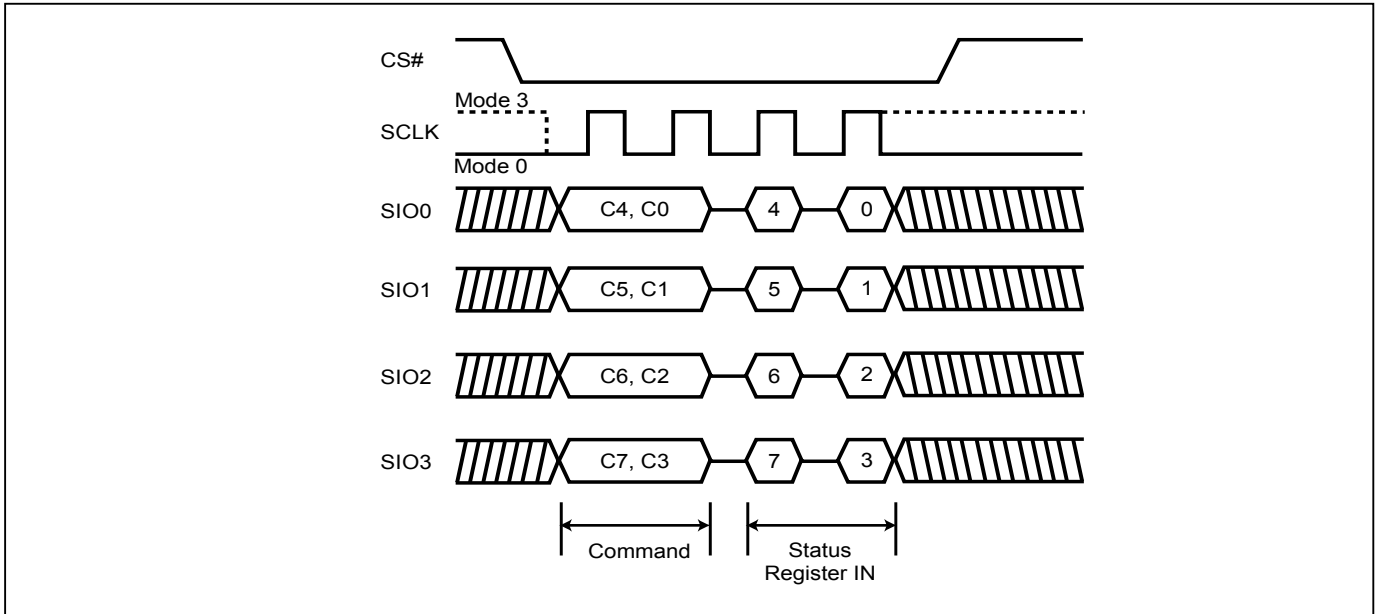 CS#
Mode 3
SCLK
Mode 0
SIO0
C4, C0
4
0
SIO1
C5, C1
5
1
SIO2
C6, C2
6
2
SIO3
C7, C3
7
3
Command
Status
Register IN